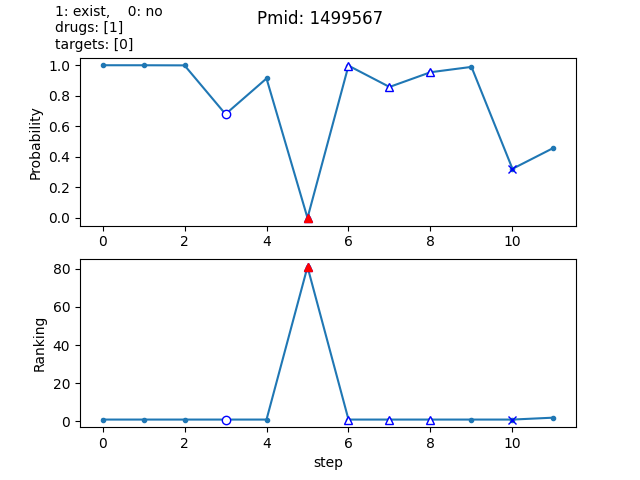 1: exist,    0: no
Pmid: 1499567
drugs: [1]
targets: [0]
1.0
0.8
0.6
0.4
0.2
0.0
Probability
0 2 4 6 8 10
80
60
40
20
0
Ranking
0 2 4 6 8 10
step